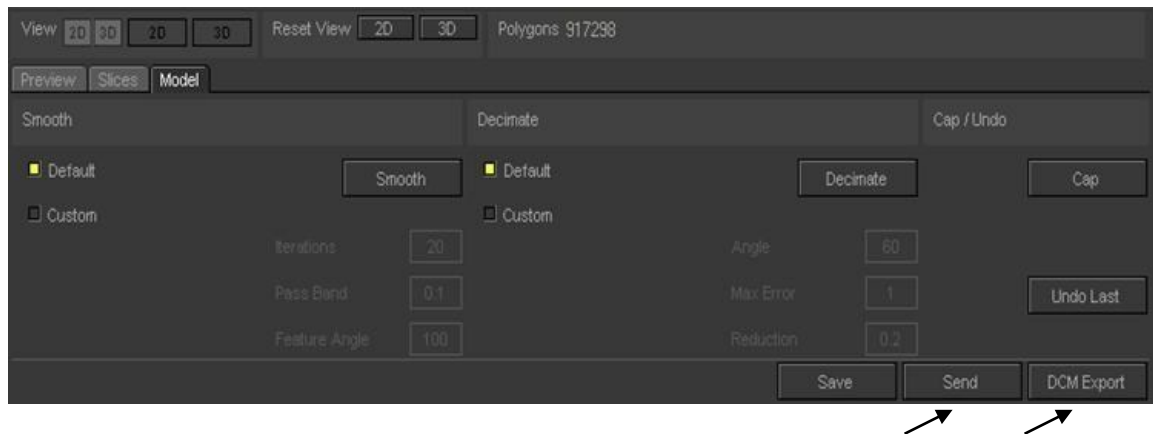 View 2D 3D 2D 3D Reset View 2D 3D Polygons 917298
Preview Slices Model
Smooth Decimate Cap / Undo
Default Smooth Default Decimate Cap
Custom Custom
Iterations 20 Angle 60
Pass Band 0.1 Max Error 1 Undo Last
Feature Angle 100 Reduction 0.2
Save Send DCM Export